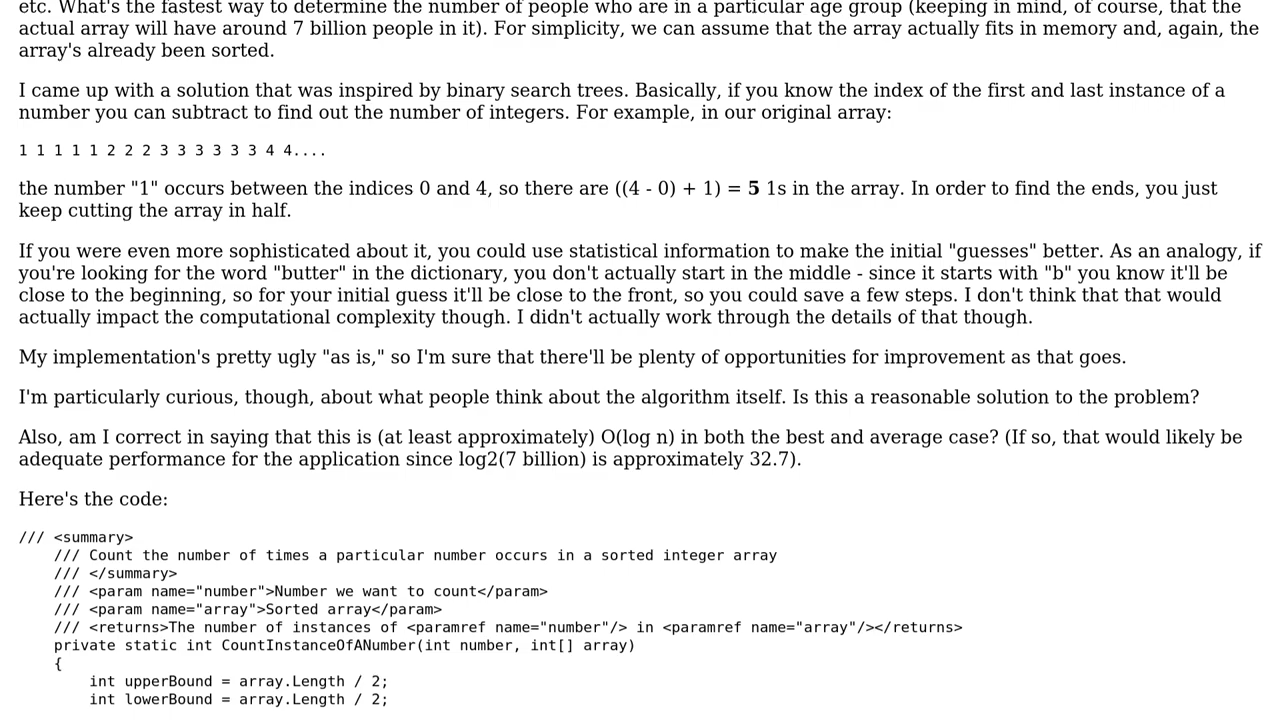 etc. What's the fastest way to determine the number of people who are in a particular age group (keeping in mind, of course, that the
actual array will have around 7 billion people in it). For simplicity, we can assume that the array actually fits in memory and, again, the
array's already been sorted.
I came up with a solution that was inspired by binary search trees. Basically, if you know the index of the first and last instance of a
number you can subtract to find out the number of integers. For example, in our original array:
1 1 1 1 1 2 2 2 3 3 3 3 3 3 4 4....
the number "1" occurs between the indices 0 and 4, so there are ((4 - 0) + 1) = 5 1s in the array. In order to find the ends, you just
keep cutting the array in half.
If you were even more sophisticated about it, you could use statistical information to make the initial "guesses" better. As an analogy, if
you're looking for the word "butter" in the dictionary, you don't actually start in the middle - since it starts with "b" you know it'll be
close to the beginning, so for your initial guess it'll be close to the front, so you could save a few steps. I don't think that that would
actually impact the computational complexity though. I didn't actually work through the details of that though.
My implementation's pretty ugly "as is," so I'm sure that there'll be plenty of opportunities for improvement as that goes.
I'm particularly curious, though, about what people think about the algorithm itself. Is this a reasonable solution to the problem?
Also, am I correct in saying that this is (at least approximately) O(log n) in both the best and average case? (If so, that would likely be
adequate performance for the application since log2(7 billion) is approximately 32.7).
Here's the code:
/// <summary>
/// Count the number of times a particular number occurs in a sorted integer array
/// </summary>
/// <param name="number">Number we want to count</param>
/// <param name="array">Sorted array</param>
/// <returns>The number of instances of <paramref name="number"/> in <paramref name="array"/></returns>
private static int CountInstanceOfANumber(int number, int[] array)
{
int upperBound = array.Length / 2;
int lowerBound = array.Length / 2;